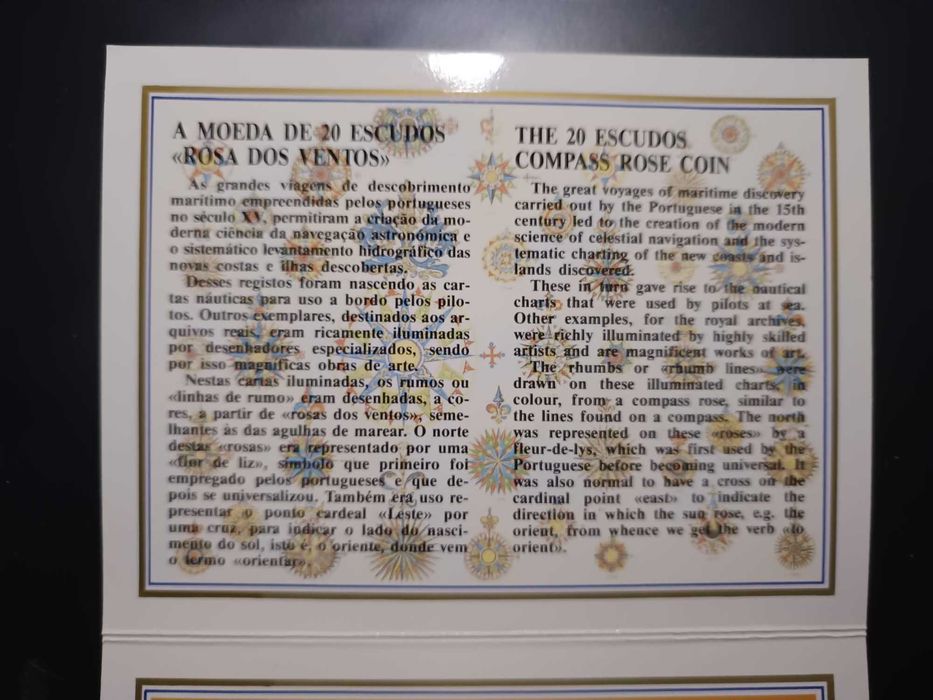 A MOEDA DE 20 ESCUDOS
«ROSA DOS VENTOS»
As grandes viagens de descobrimento
marítimo empreendidas pelos portugueses
no século XV, permitiram a criação da mo-
derna ciência da navegação astronómica e
o sistemático levantamento hidrográfico das
novas costas e ilhas descobertas.
Desses registos foram nascendo as car-
tas náuticas para uso a bordo pelos pilo-
tos. Outros exemplares, destinados aos ar-
quivos reais, eram ricamente iluminadas
por desenhadores especializados, sendo
por isso magníficas obras de arte.
Nestas cartas iluminadas, os rumos ou
«linhas de rumo» eram desenhadas, a co-
res, a partir de «rosas dos ventos», seme-
lhantes às das agulhas de marear. O norte
destas «rosas» era representado por uma
«flor de liz», símbolo que primeiro foi
empregado pelos portugueses e que de-
pois se universalizou. Também era uso re-
presentar o ponto cardeal «Leste» por
uma cruz, para indicar o lado do nasci-
mento do sol, isto é, o oriente, donde vem
o termo «orientar».
THE 20 ESCUDOS
COMPASS ROSE COIN
The great voyages of maritime discovery
carried out by the Portuguese in the 15th
century led to the creation of the modern
science of celestial navigation and the sys-
tematic charting of the new coasts and is-
lands discovered.
These in turn gave rise to the nautical
charts that were used by pilots at sea.
Other examples, for the royal archives,
were richly illuminated by highly skilled
artists and are magnificent works of art.
The rhumbs or «rhumb lines» were
drawn on these illuminated charts, in
colour, from a compass rose, similar to
the lines found on a compass. The north
was represented on these «roses» by a
fleur-de-lys, which was first used by the
Portuguese before becoming universal. It
was also normal to have a cross on the
cardinal point «east» to indicate the
direction in which the sun rose, e.g. the
orient, from whence we get the verb «to
orient».